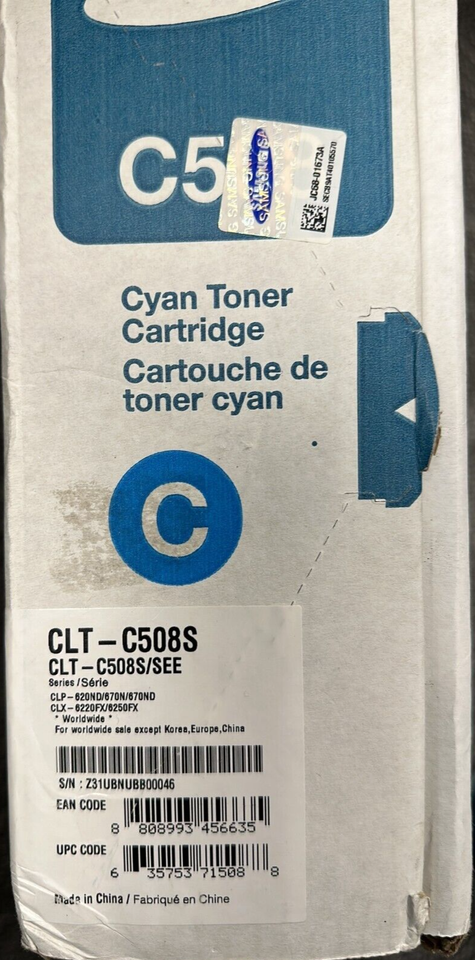 C5
JC68-01673A
Cyan Toner
Cartridge
Cartouche de
toner cyan
C
CLT-C508S
CLT-C508S/SEE
Series/Série
CLP-620ND/670N/670ND
CLX-6220FX/6250FX
* Worldwide *
For worldwide sale except Korea,Europe,China
S/N : Z31UBNUBB00046
EAN CODE
8 808993 456635
UPC CODE
6 35753 71508 8
Made in China / Fabriqué en Chine